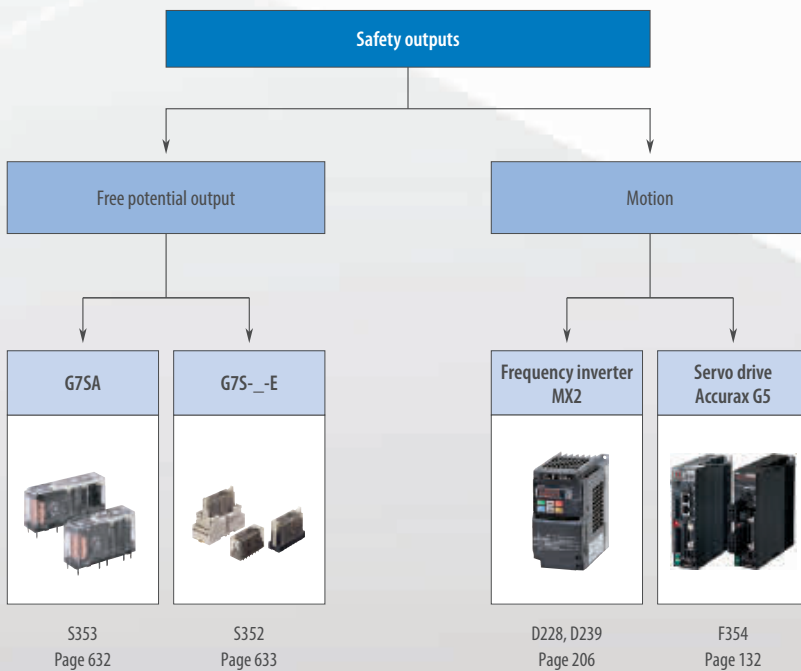 Safety outputs
Free potential output
Motion
G7SA
G7S-_-E
Frequency inverter
MX2
Servo drive
Accurax G5
S353
Page 632
S352
Page 633
D228, D239
Page 206
F354
Page 132